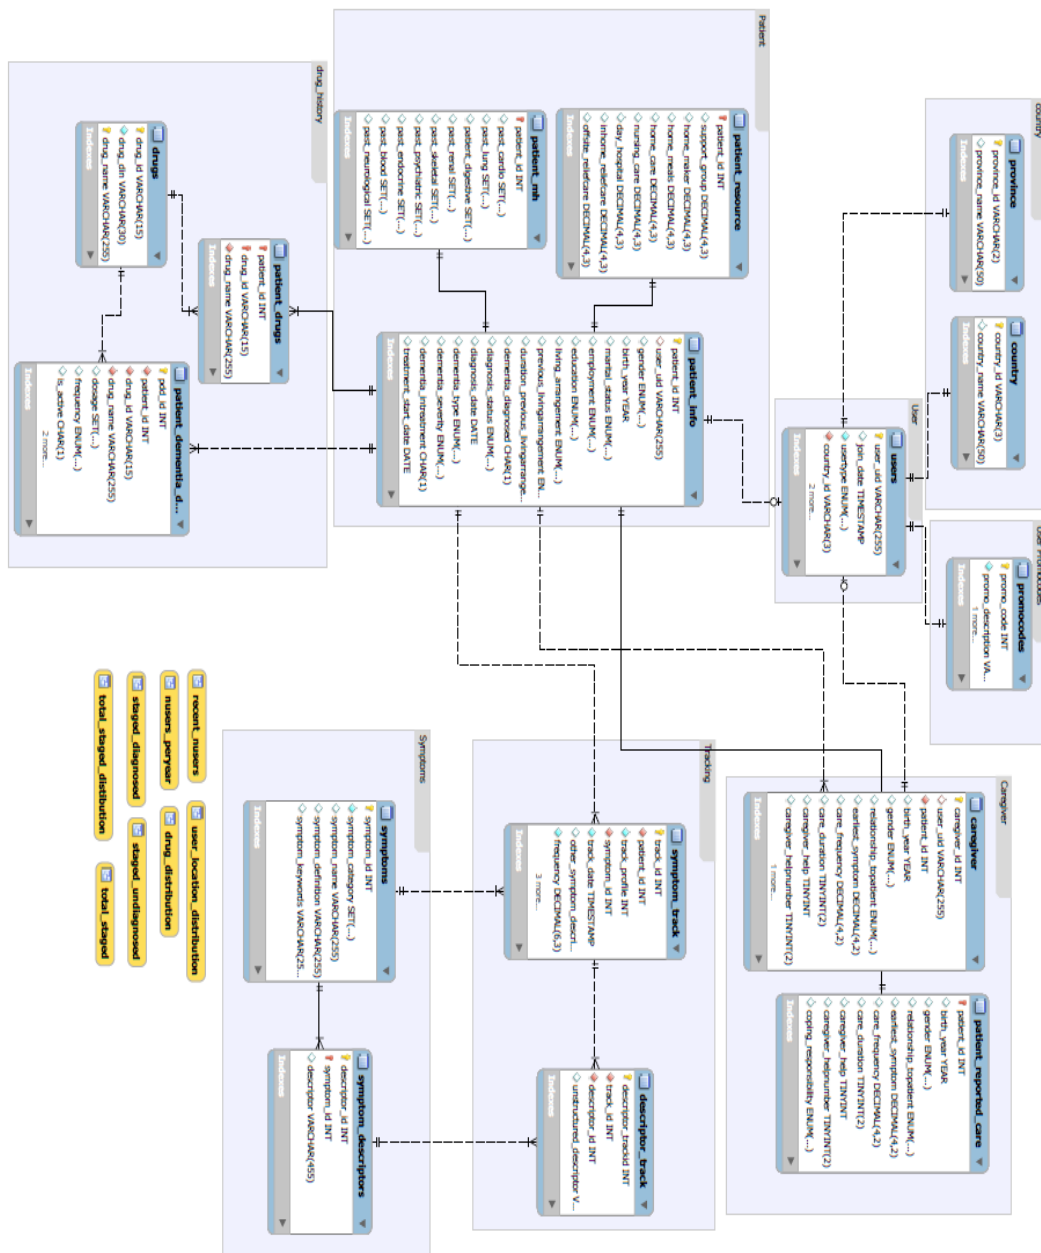 country
province
province_id VARCHAR(2)
province_name VARCHAR(50)
Indexes
country
country_id VARCHAR(3)
country_name VARCHAR(50)
Indexes
User Promocodes
promocodes
promo_code INT
promo_description VA...
1 more...
Indexes
Caregiver
caregiver
caregiver_id INT
user_uid VARCHAR(255)
patient_id INT
birth_year YEAR
gender ENUM(...)
relationship_topatient ENUM(...)
earliest_symptom DECIMAL(4,2)
care_frequency DECIMAL(4,2)
care_duration TINYINT(2)
caregiver_help TINYINT
caregiver_helpnumber TINYINT(2)
1 more...
Indexes
patient_reported_care
patient_id INT
birth_year YEAR
gender ENUM(...)
relationship_topatient ENUM(...)
earliest_symptom DECIMAL(4,2)
care_frequency DECIMAL(4,2)
care_duration TINYINT(2)
caregiver_help TINYINT
caregiver_helpnumber TINYINT(2)
coping_responsibility ENUM(...)
Indexes
User
users
user_uid VARCHAR(255)
join_date TIMESTAMP
usertype ENUM(...)
country_id VARCHAR(3)
2 more...
Indexes
Patient
patient_resource
patient_id INT
support_group DECIMAL(4,3)
home_maker DECIMAL(4,3)
home_meals DECIMAL(4,3)
home_care DECIMAL(4,3)
nursing_care DECIMAL(4,3)
day_hospital DECIMAL(4,3)
inhome_reliefcare DECIMAL(4,3)
offsite_reliefcare DECIMAL(4,3)
Indexes
patient_mh
patient_id INT
past_cardio SET(...)
past_lung SET(...)
patient_digestive SET(...)
past_renal SET(...)
past_skeletal SET(...)
past_psychiatric SET(...)
past_endocrine SET(...)
past_blood SET(...)
past_neurological SET(...)
Indexes
patient_info
patient_id INT
user_uid VARCHAR(255)
gender ENUM(...)
birth_year YEAR
marital_status ENUM(...)
employment ENUM(...)
education ENUM(...)
living_arrangement ENUM(...)
previous_livingarrangement EN...
duration_previous_livingarrange...
dementia_diagnosed CHAR(1)
diagnosis_status ENUM(...)
diagnosis_date DATE
dementia_type ENUM(...)
dementia_severity ENUM(...)
dementia_intreatment CHAR(1)
treatment_start_date DATE
Indexes
Tracking
symptom_track
track_id INT
patient_id INT
track_profile INT
symptom_id INT
track_date TIMESTAMP
other_symptom_descri...
frequency DECIMAL(6,3)
3 more...
Indexes
descriptor_track
descriptor_trackid INT
track_id INT
descriptor_id INT
unstructured_descriptor V...
Indexes
drug_history
drugs
drug_id VARCHAR(15)
drug_din VARCHAR(30)
drug_name VARCHAR(255)
Indexes
patient_drugs
patient_id INT
drug_id VARCHAR(15)
drug_name VARCHAR(255)
Indexes
patient_dementia_d...
pdd_id INT
patient_id INT
drug_id VARCHAR(15)
drug_name VARCHAR(255)
dosage SET(...)
frequency ENUM(...)
is_active CHAR(1)
2 more...
Indexes
Symptoms
symptoms
symptom_id INT
symptom_category SET(...)
symptom_name VARCHAR(255)
symptom_definition VARCHAR(255)
symptom_keywords VARCHAR(25...
Indexes
symptom_descriptors
descriptor_id INT
symptom_id INT
descriptor VARCHAR(455)
Indexes
recent_nusers
user_location_distribution
nusers_peryear
drug_distribution
staged_diagnosed
staged_undiagnosed
total_staged_distibution
total_staged